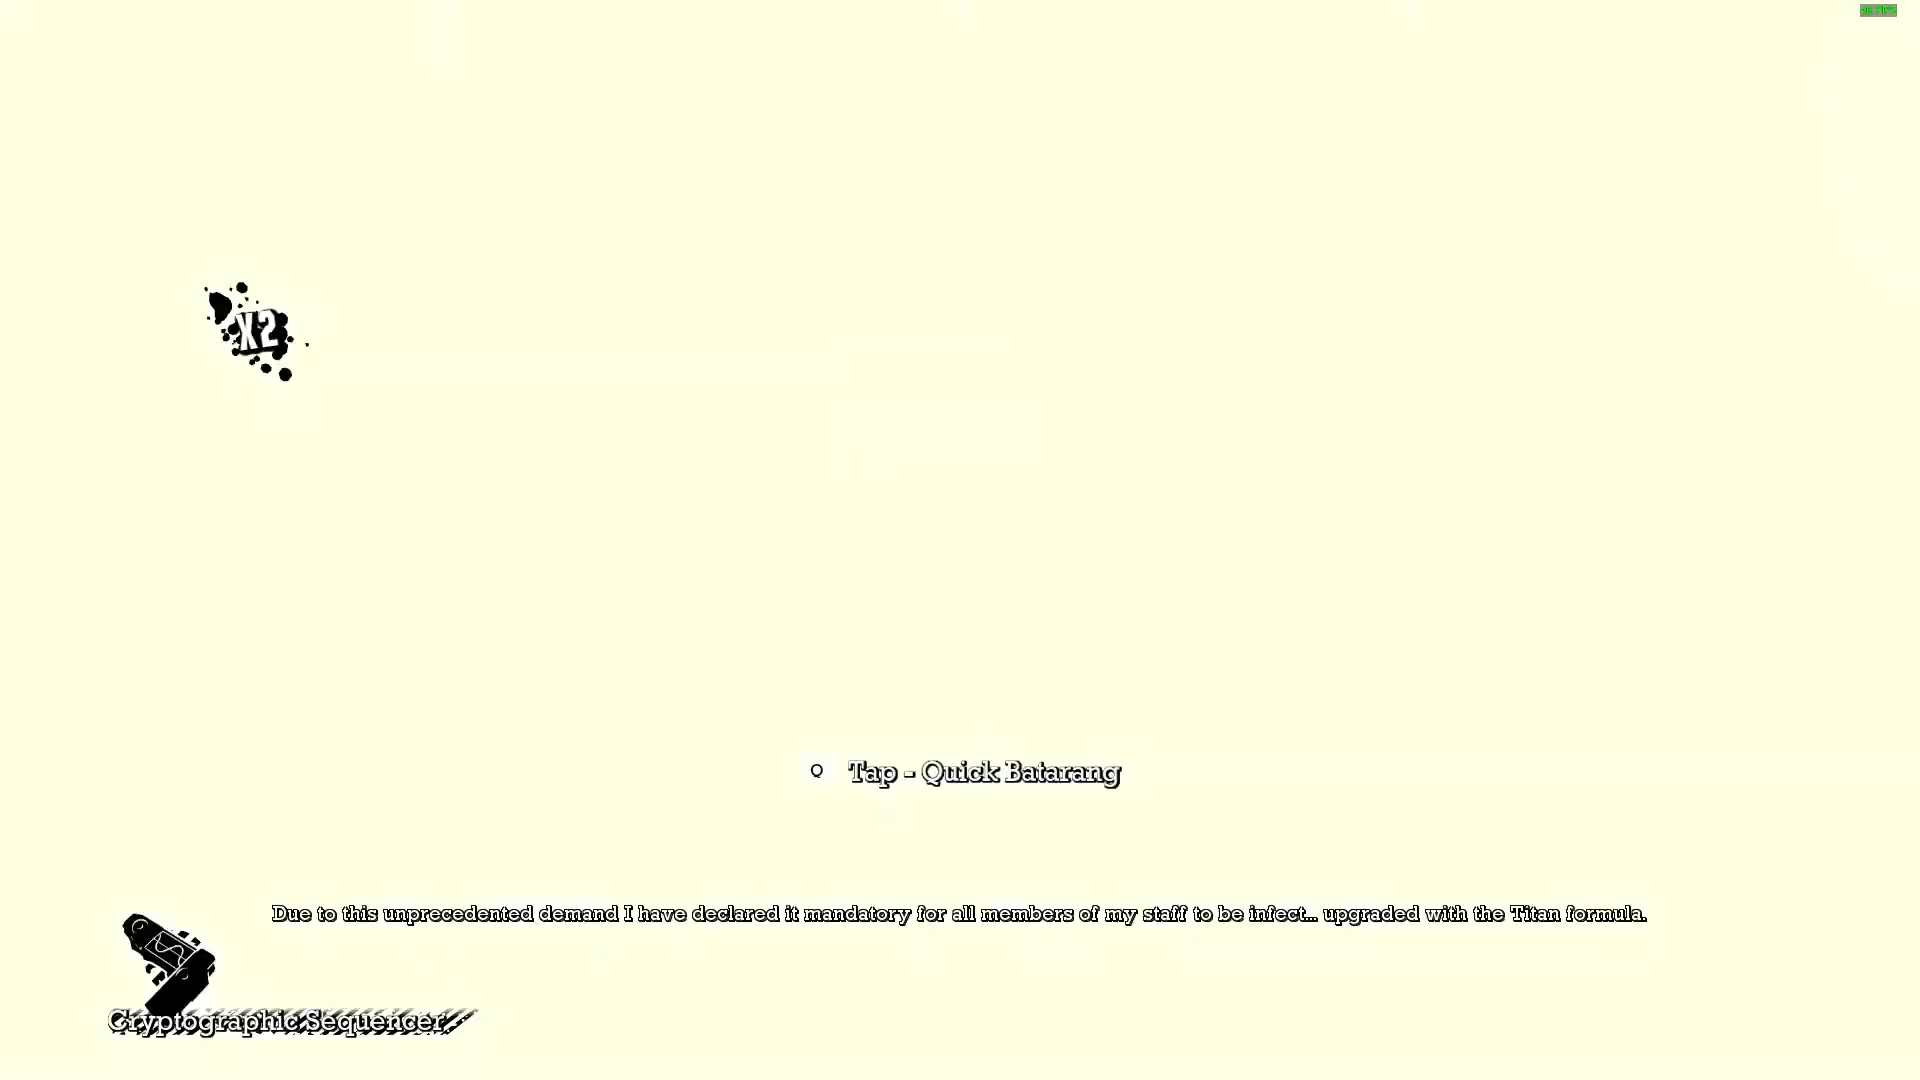 X2
Q Tap - Quick Batarang
Due to this unprecedented demand I have declared it mandatory for all members of my staff to be infect... upgraded with the Titan formula.
Cryptographic Sequencer